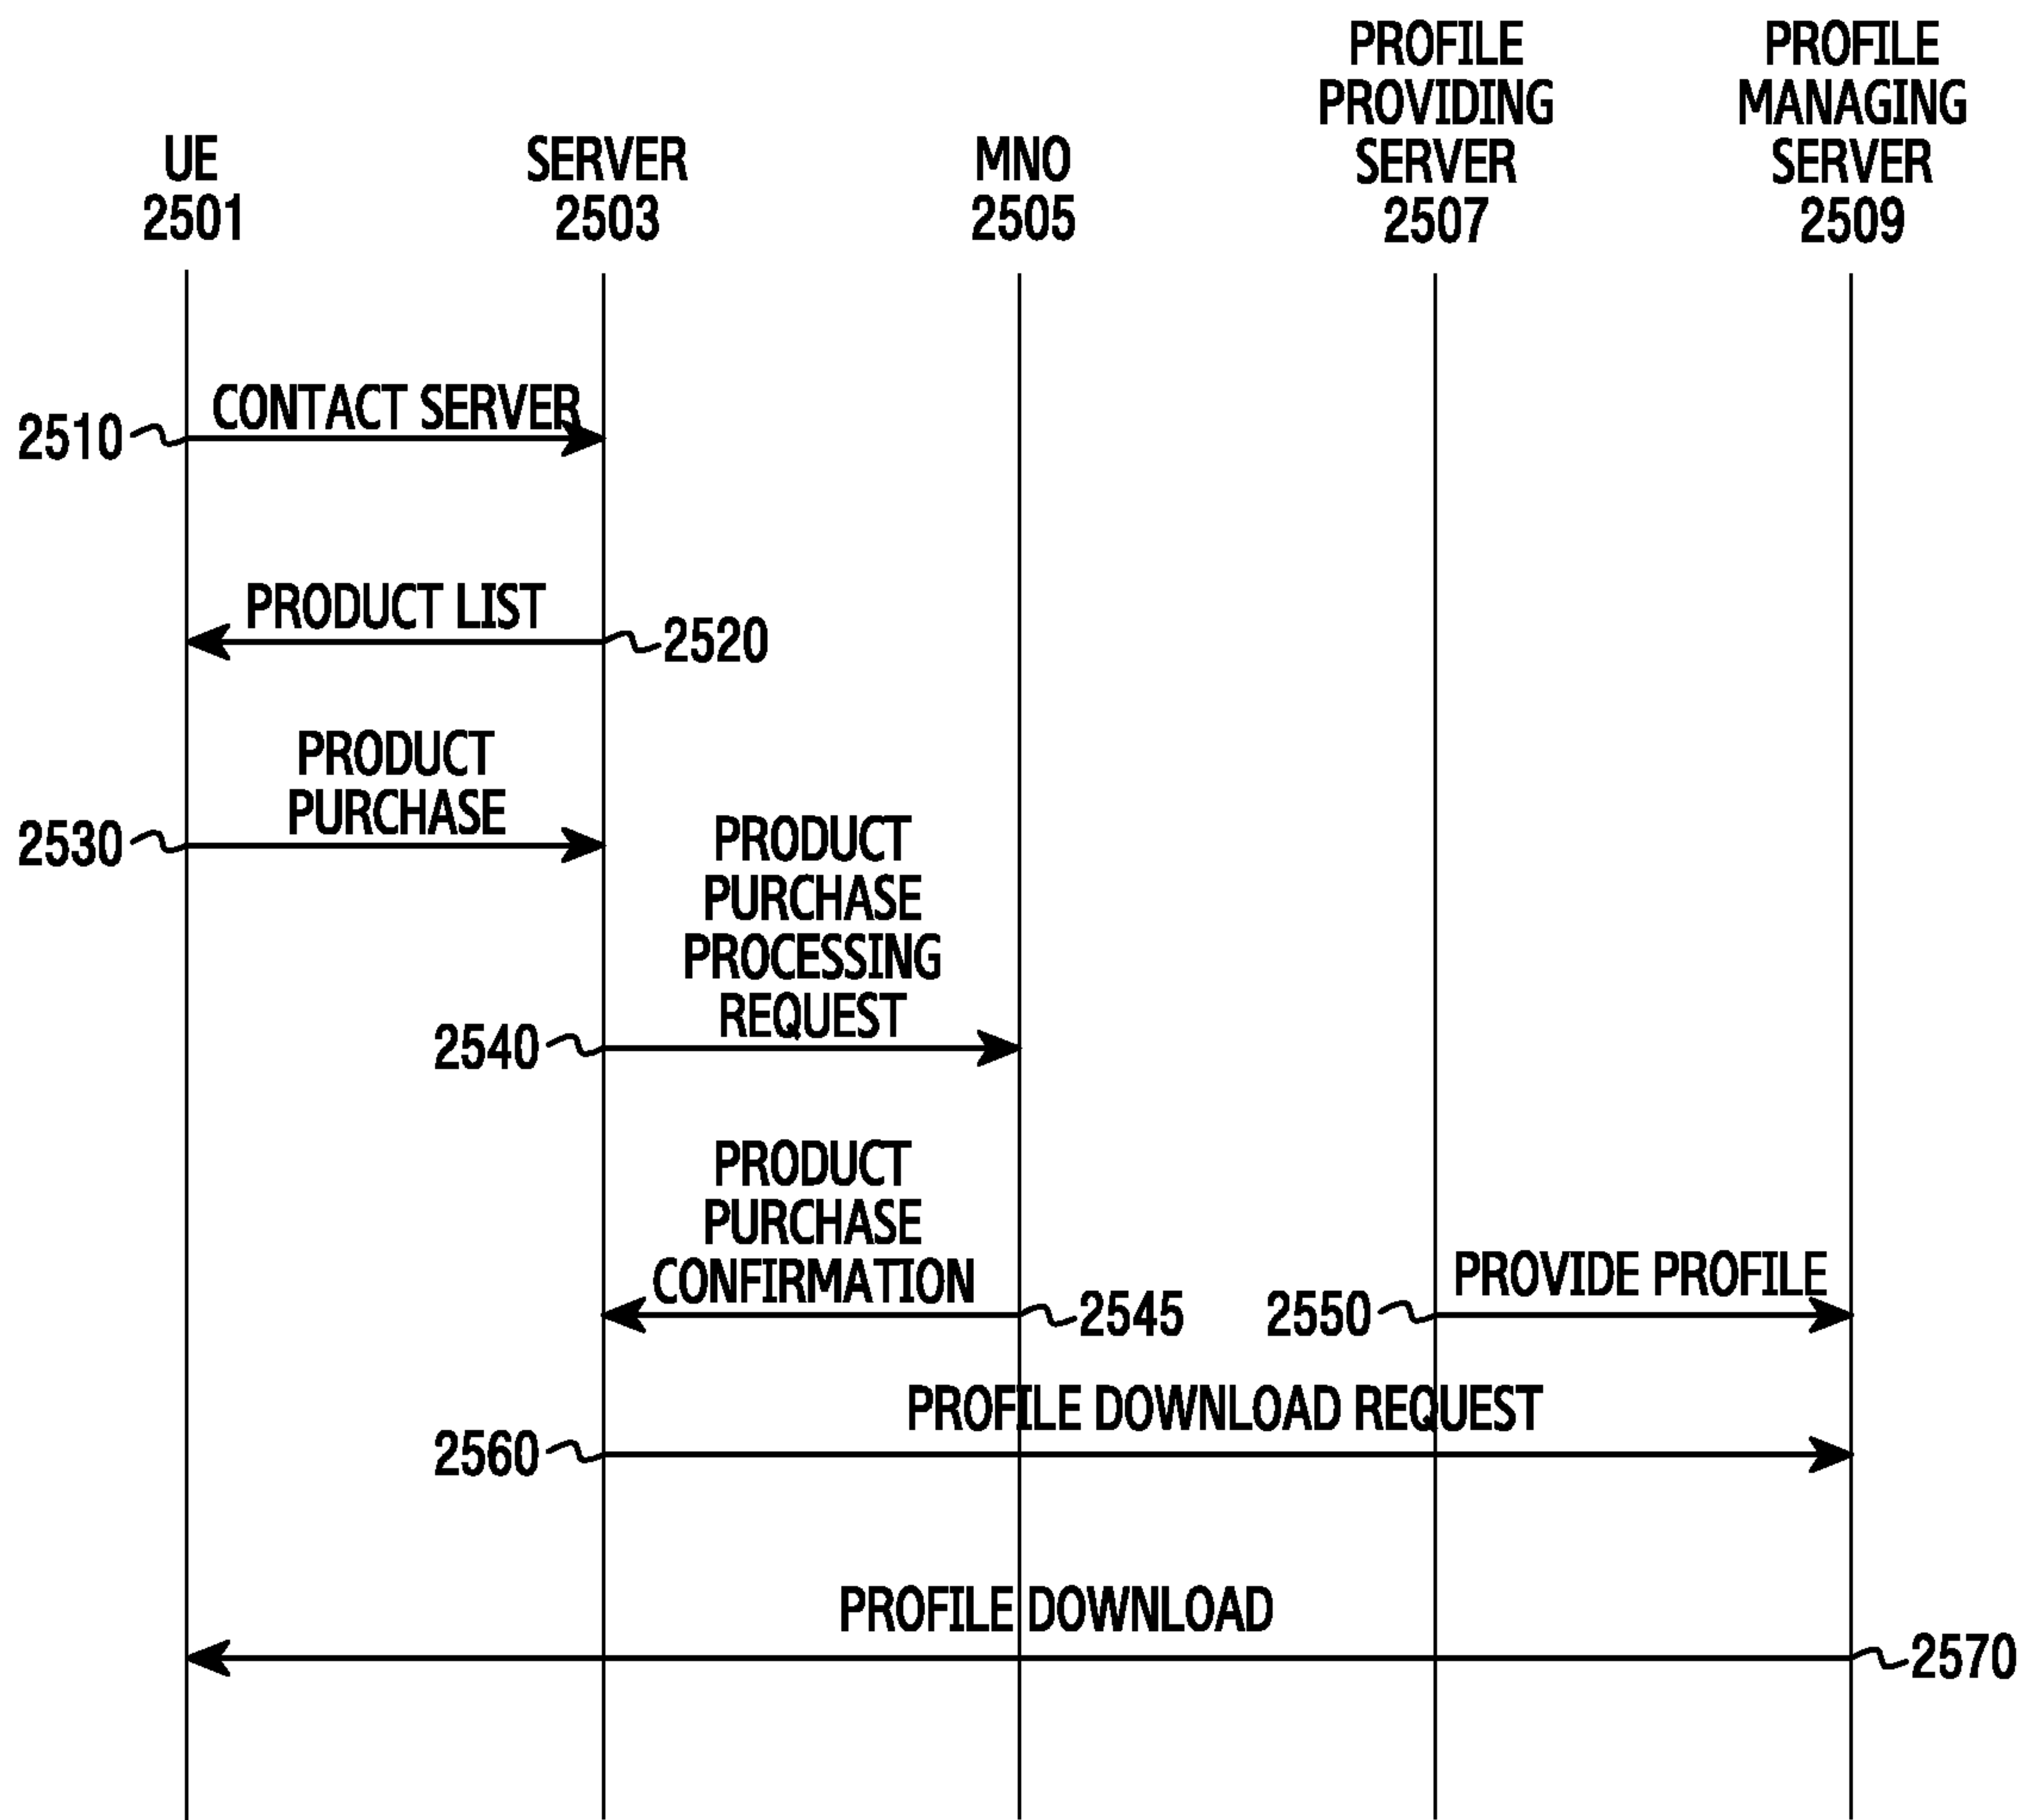 UE
2501
SERVER
2503
MNO
2505
PROFILE
PROVIDING
SERVER
2507
PROFILE
MANAGING
SERVER
2509
2510
CONTACT SERVER
PRODUCT LIST
2520
PRODUCT
PURCHASE
2530
PRODUCT
PURCHASE
PROCESSING
REQUEST
2540
PRODUCT
PURCHASE
CONFIRMATION
2545
2550
PROVIDE PROFILE
PROFILE DOWNLOAD REQUEST
2560
PROFILE DOWNLOAD
2570